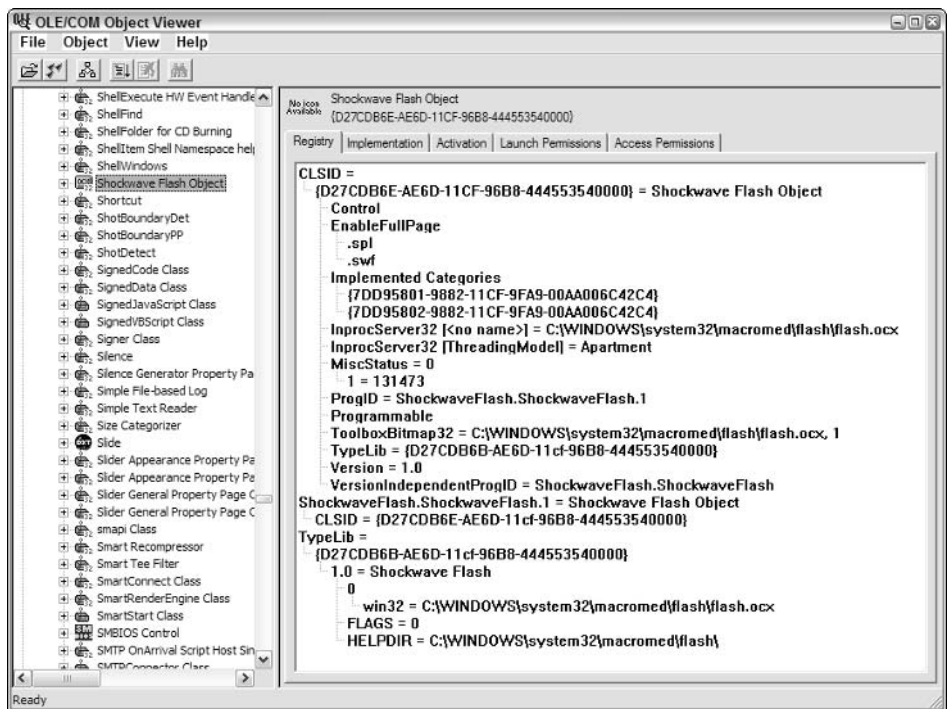 OLE/COM Object Viewer
File Object View Help
ShellExecute HW Event Handle
ShellFind
ShellFolder for CD Burning
ShellItem Shell Namespace help
ShellWindows
Shockwave Flash Object
Shortcut
ShotBoundaryDet
ShotBoundaryPP
ShotDetect
SignedCode Class
SignedData Class
SignedJavaScript Class
SignedVBScript Class
Signer Class
Silence
Silence Generator Property Pa
Simple File-based Log
Simple Text Reader
Size Categorizer
Slide
Slider Appearance Property Pa
Slider Appearance Property Pa
Slider General Property Page C
Slider General Property Page C
smapi Class
Smart Recompressor
Smart Tee Filter
SmartConnect Class
SmartRenderEngine Class
SmartStart Class
SMBIOS Control
SMTP OnArrival Script Host Sin
SMTPConnector Class
No icon Available
Shockwave Flash Object
{D27CDB6E-AE6D-11CF-96B8-444553540000}
Registry Implementation Activation Launch Permissions Access Permissions
CLSID =
{D27CDB6E-AE6D-11CF-96B8-444553540000} = Shockwave Flash Object
Control
EnableFullPage
.spl
.swf
Implemented Categories
{7DD95801-9882-11CF-9FA9-00AA006C42C4}
{7DD95802-9882-11CF-9FA9-00AA006C42C4}
InprocServer32 [<no name>] = C:\WINDOWS\system32\macromed\flash\flash.ocx
InprocServer32 [ThreadingModel] = Apartment
MiscStatus = 0
1 = 131473
ProgID = ShockwaveFlash.ShockwaveFlash.1
Programmable
ToolboxBitmap32 = C:\WINDOWS\system32\macromed\flash\flash.ocx, 1
TypeLib = {D27CDB6B-AE6D-11cf-96B8-444553540000}
Version = 1.0
VersionIndependentProgID = ShockwaveFlash.ShockwaveFlash
ShockwaveFlash.ShockwaveFlash.1 = Shockwave Flash Object
CLSID = {D27CDB6E-AE6D-11cf-96B8-444553540000}
TypeLib =
{D27CDB6B-AE6D-11cf-96B8-444553540000}
1.0 = Shockwave Flash
0
win32 = C:\WINDOWS\system32\macromed\flash\flash.ocx
FLAGS = 0
HELPDIR = C:\WINDOWS\system32\macromed\flash\
Ready